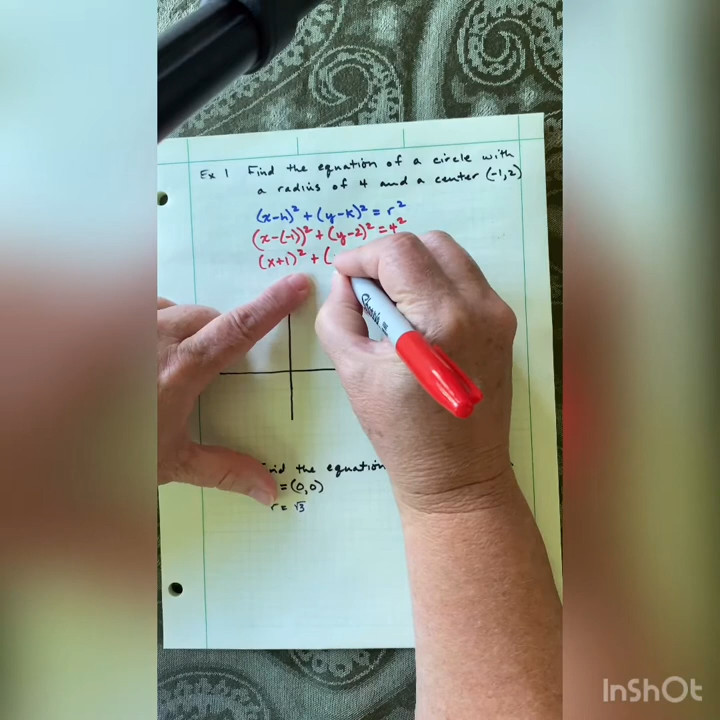 Ex 1 Find the equation of a circle with
a radius of 4 and a center (-1,2)
(x-h)² + (y-k)² = r²
(x-(-1))² + (y-2)² = 4²
(x+1)² + (
the equation
= (0,0)
r = √3
InShOt